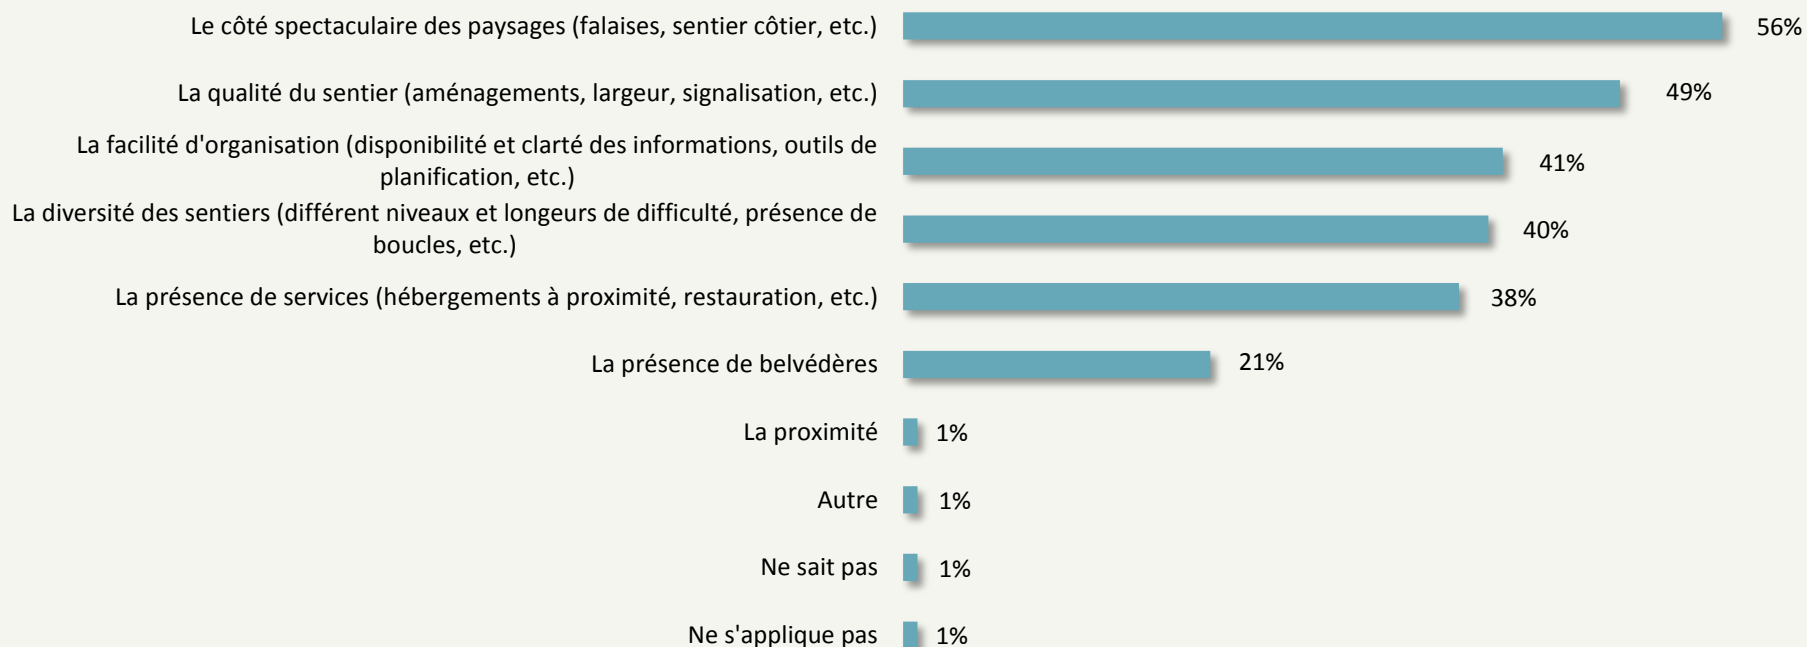 Le côté spectaculaire des paysages (falaises, sentier côtier, etc.)
56%
La qualité du sentier (aménagements, largeur, signalisation, etc.)
49%
La facilité d'organisation (disponibilité et clarté des informations, outils de
planification, etc.)
41%
La diversité des sentiers (différent niveaux et longeurs de difficulté, présence de
boucles, etc.)
40%
La présence de services (hébergements à proximité, restauration, etc.)
38%
La présence de belvédères
21%
La proximité
1%
Autre
1%
Ne sait pas
1%
Ne s'applique pas
1%